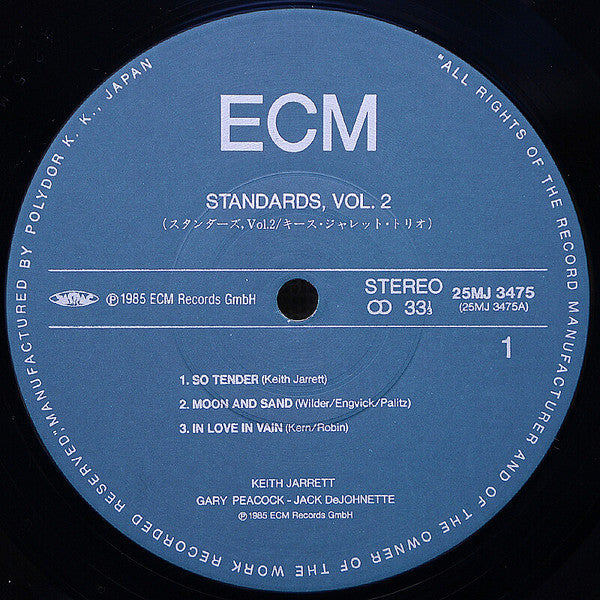 ECM
STANDARDS, VOL. 2
(スタンダーズ, Vol.2/キース・ジャレット・トリオ)
℗ 1985 ECM Records GmbH
STEREO
33⅓
25MJ 3475
(25MJ 3475A)
1
1. SO TENDER (Keith Jarrett)
2. MOON AND SAND (Wilder/Engvick/Palitz)
3. IN LOVE IN VAIN (Kern/Robin)
KEITH JARRETT
GARY PEACOCK - JACK DeJOHNETTE
℗ 1985 ECM Records GmbH
"ALL RIGHTS OF THE RECORD MANUFACTURER AND OF THE OWNER OF THE WORK RECORDED RESERVED," MANUFACTURED BY POLYDOR K. K., JAPAN